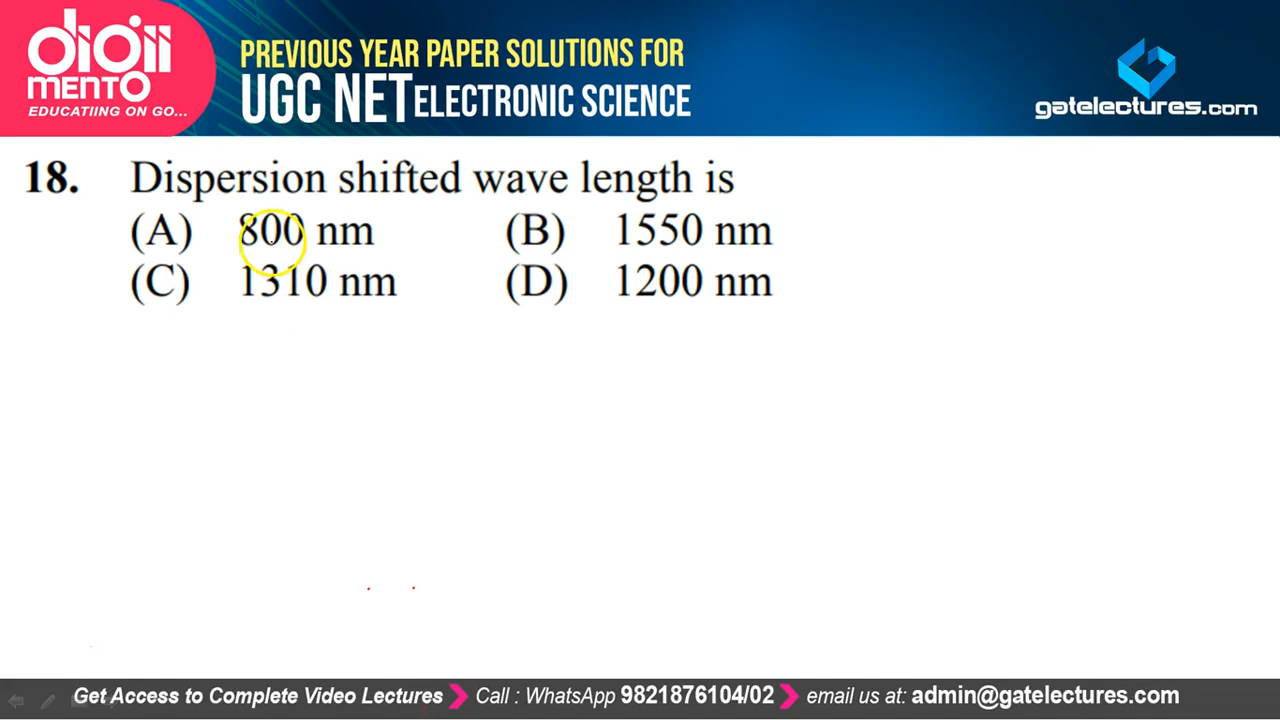 dioii
MENTO
EDUCATIING ON GO...
PREVIOUS YEAR PAPER SOLUTIONS FOR
UGC NET ELECTRONIC SCIENCE
gatelectures.com
18. Dispersion shifted wave length is
(A) 800 nm (B) 1550 nm
(C) 1310 nm (D) 1200 nm
Get Access to Complete Video Lectures Call : WhatsApp 9821876104/02 email us at: admin@gatelectures.com